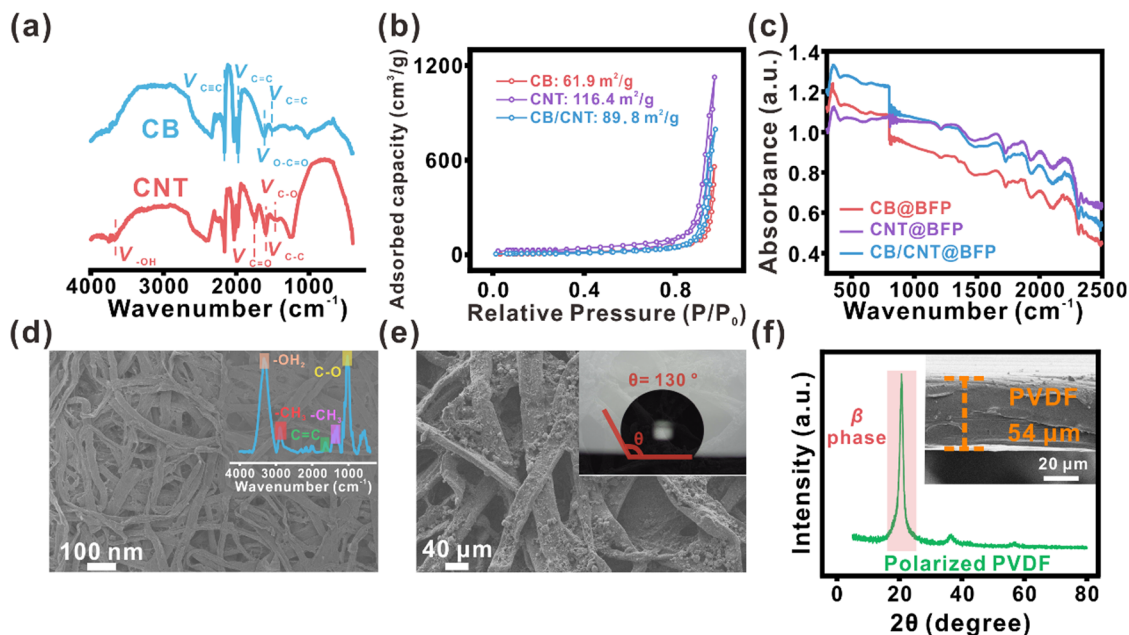 (a)
V C≡C
V C=C
V C=C
CB
V O-C=O
CNT
V C-O
V -OH
V C=O
V C-C
4000 3000 2000 1000
Wavenumber (cm-1)
(b)
Adsorbed capacity (cm3/g)
1200
600
0
CB: 61.9 m2/g
CNT: 116.4 m2/g
CB/CNT: 89.8 m2/g
0.0 0.4 0.8
Relative Pressure (P/P0)
(c)
Absorbance (a.u.)
1.4
1.2
1.0
0.8
0.6
0.4
CB@BFP
CNT@BFP
CB/CNT@BFP
500 1000 1500 2000 2500
Wavenumber (cm-1)
(d)
-OH2
C-O
-CH2
-CH2
C=C
4000 3000 2000 1000
Wavenumber (cm-1)
100 nm
(e)
θ= 130 °
θ
40 μm
(f)
Intensity (a.u.)
β
phase
PVDF
54 μm
20 μm
Polarized PVDF
0 20 40 60 80
2θ (degree)